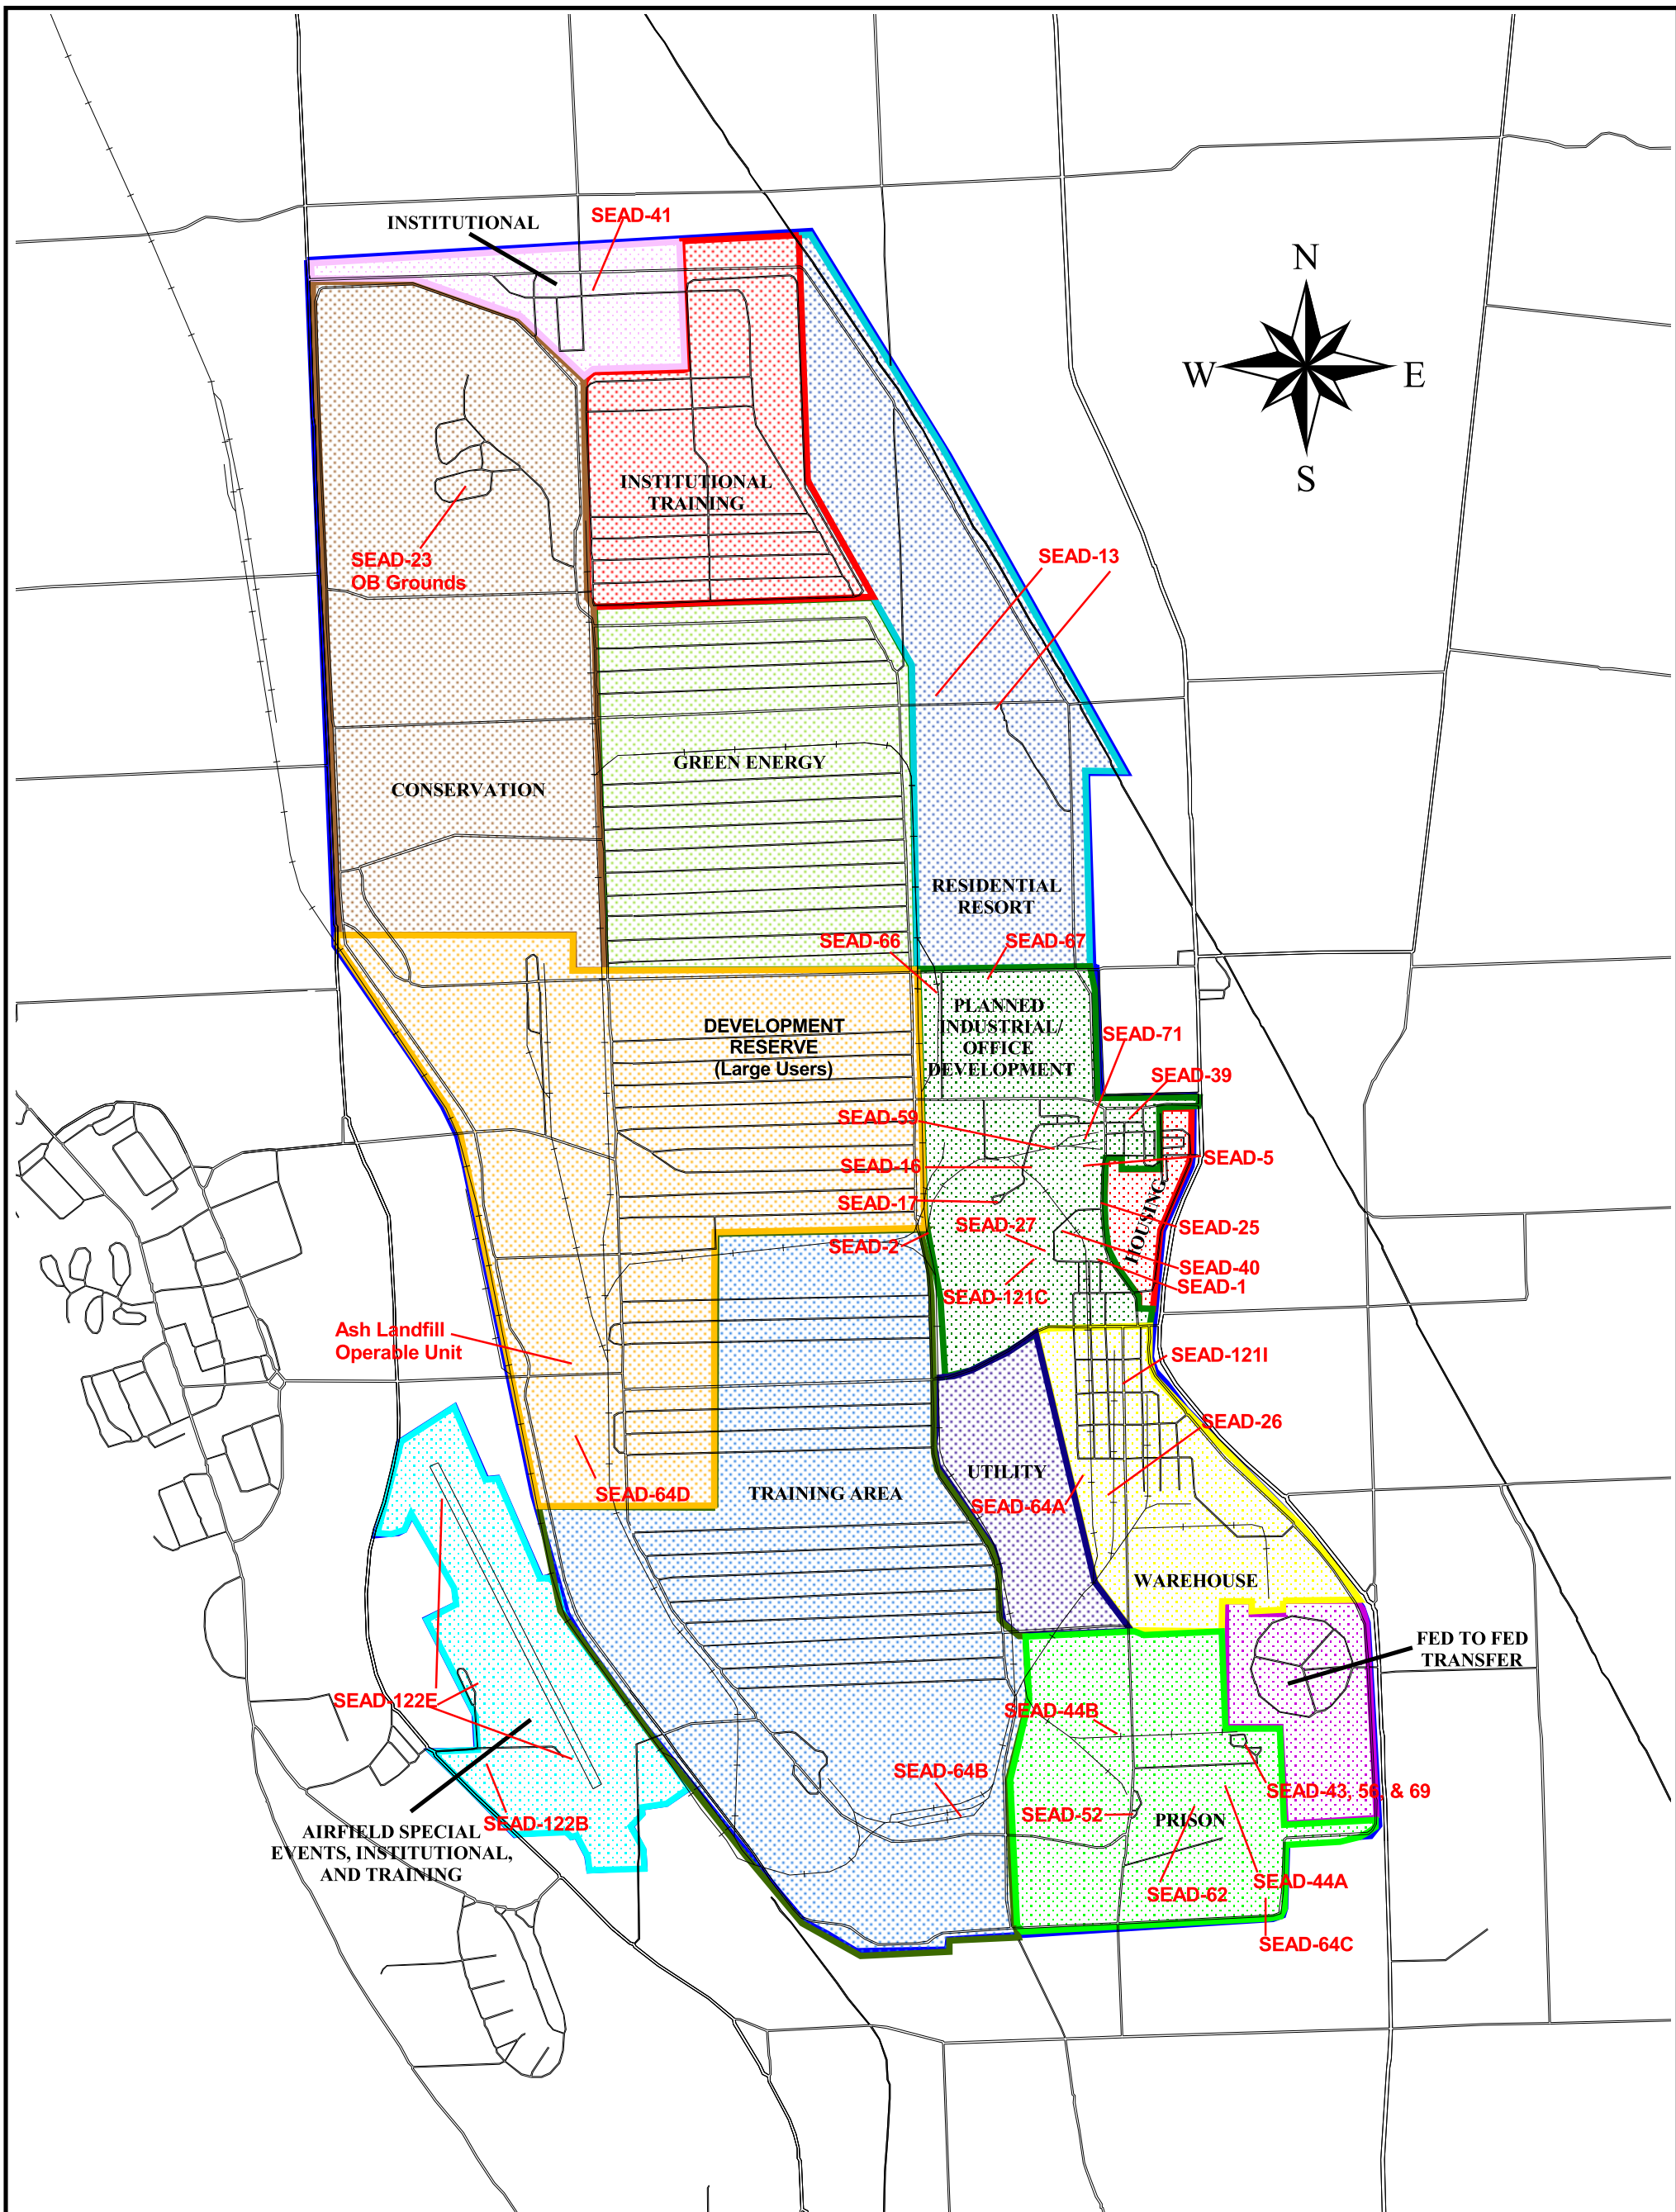 SEAD-41
INSTITUTIONAL
N
W
E
S
INSTITUTIONAL
TRAINING
SEAD-23
OB Grounds
SEAD-13
GREEN ENERGY
CONSERVATION
RESIDENTIAL
RESORT
SEAD-66
SEAD-67
PLANNED
INDUSTRIAL/
OFFICE
DEVELOPMENT
DEVELOPMENT
RESERVE
(Large Users)
SEAD-71
SEAD-39
SEAD-59
SEAD-16
SEAD-5
SEAD-17
HOUSING
SEAD-27
SEAD-25
SEAD-2
SEAD-40
SEAD-1
SEAD-121C
Ash Landfill
Operable Unit
SEAD-121I
SEAD-26
UTILITY
SEAD-64D
TRAINING AREA
SEAD-64A
WAREHOUSE
FED TO FED
TRANSFER
SEAD-122E
SEAD-44B
SEAD-64B
SEAD-43, 56, & 69
SEAD-52
PRISON
SEAD-122B
AIRFIELD SPECIAL
EVENTS, INSTITUTIONAL,
AND TRAINING
SEAD-44A
SEAD-62
SEAD-64C